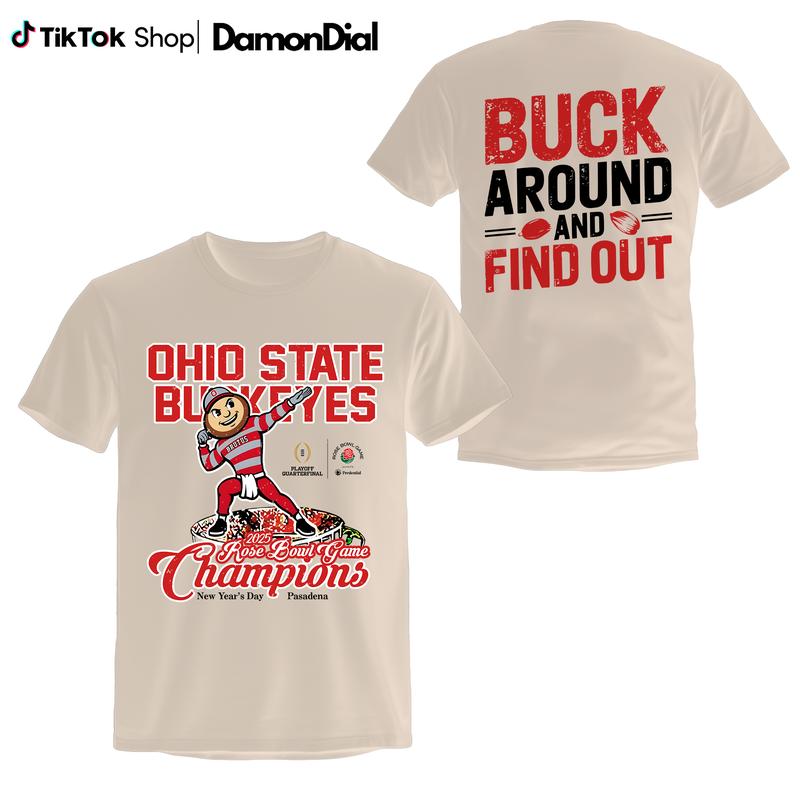 TikTok Shop | DamonDial
BUCK
AROUND
AND
FIND OUT
OHIO STATE
BUCKEYES
BRUTUS
PLAYOFF
QUARTERFINAL
ROSE BOWL GAME
Prudential
2025
Rose Bowl Game
Champions
New Year's Day Pasadena